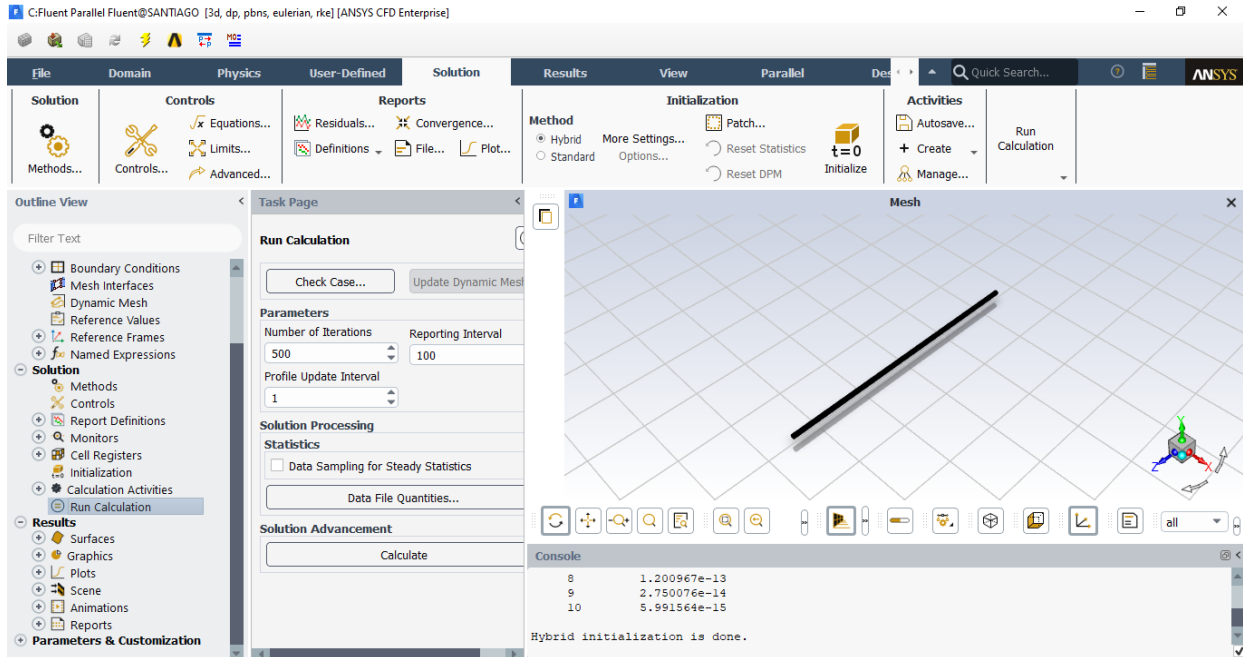 C:Fluent Parallel Fluent@SANTIAGO [3d, dp, pbns, eulerian, rke] [ANSYS CFD Enterprise]
File Domain Physics User-Defined Solution Results View Parallel Des Quick Search... ANSYS
Solution
Methods...
Controls
Controls...
Equations...
Limits...
Advanced...
Reports
Residuals... Convergence...
Definitions File... Plot...
Initialization
Method
Hybrid
Standard
More Settings...
Options...
Patch...
Reset Statistics
Reset DPM
t=0
Initialize
Activities
Autosave...
Create
Manage...
Run
Calculation
Outline View
Filter Text
Boundary Conditions
Mesh Interfaces
Dynamic Mesh
Reference Values
Reference Frames
Named Expressions
Solution
Methods
Controls
Report Definitions
Monitors
Cell Registers
Initialization
Calculation Activities
Run Calculation
Results
Surfaces
Graphics
Plots
Scene
Animations
Reports
Parameters & Customization
Task Page
Run Calculation
Check Case... Update Dynamic Mesh
Parameters
Number of Iterations Reporting Interval
500 100
Profile Update Interval
1
Solution Processing
Statistics
Data Sampling for Steady Statistics
Data File Quantities...
Solution Advancement
Calculate
Mesh
Y
Z X
all
Console
8 1.200967e-13
9 2.750076e-14
10 5.991564e-15
Hybrid initialization is done.